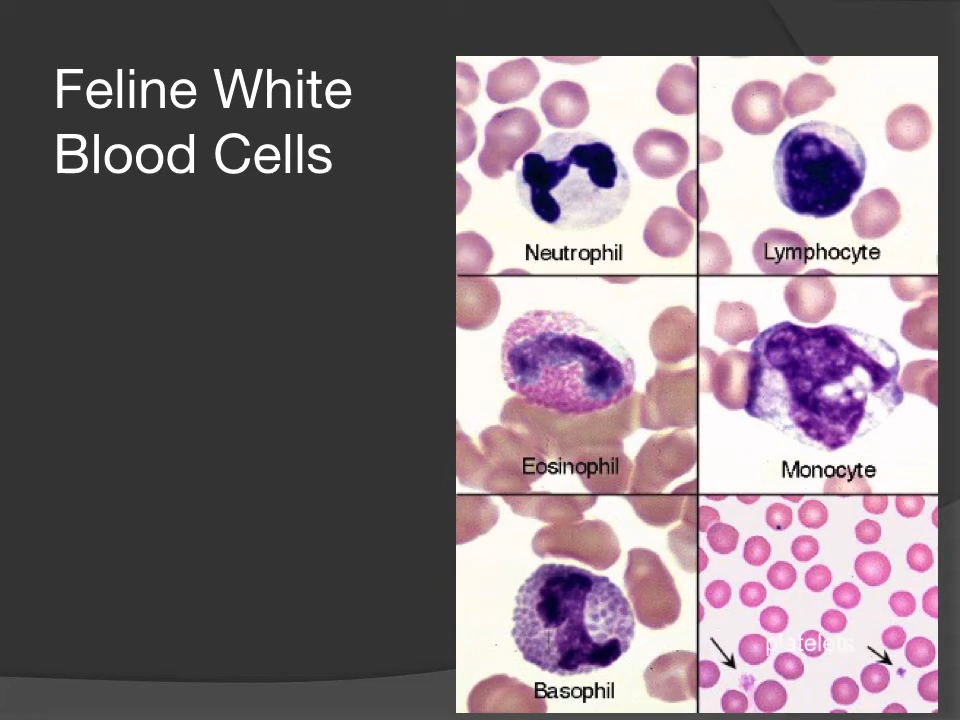 Feline White
Blood Cells
Neutrophil
Lymphocyte
Eosinophil
Monocyte
Basophil
platelets